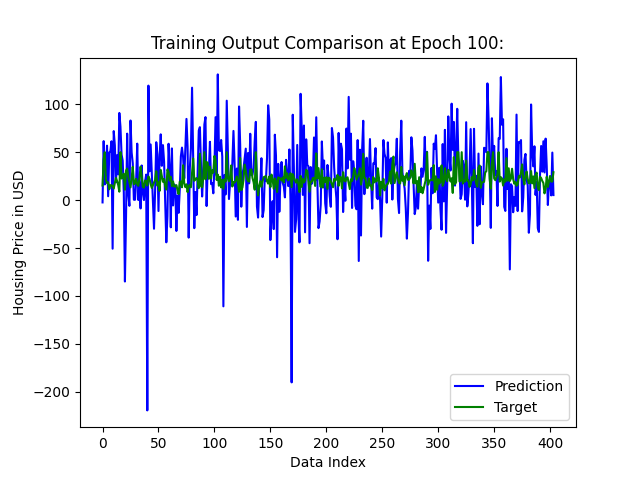 Training Output Comparison at Epoch 100:
Housing Price in USD
100
50
0
−50
−100
−150
−200
0 50 100 150 200 250 300 350 400
Data Index
Prediction
Target